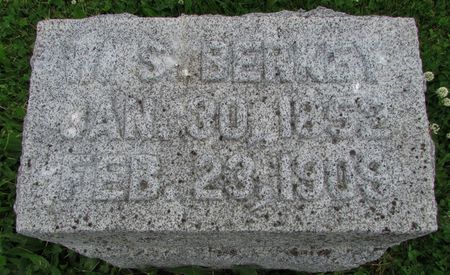 S. BERKEY
JAN. 30, 1852
FEB. 23, 1909